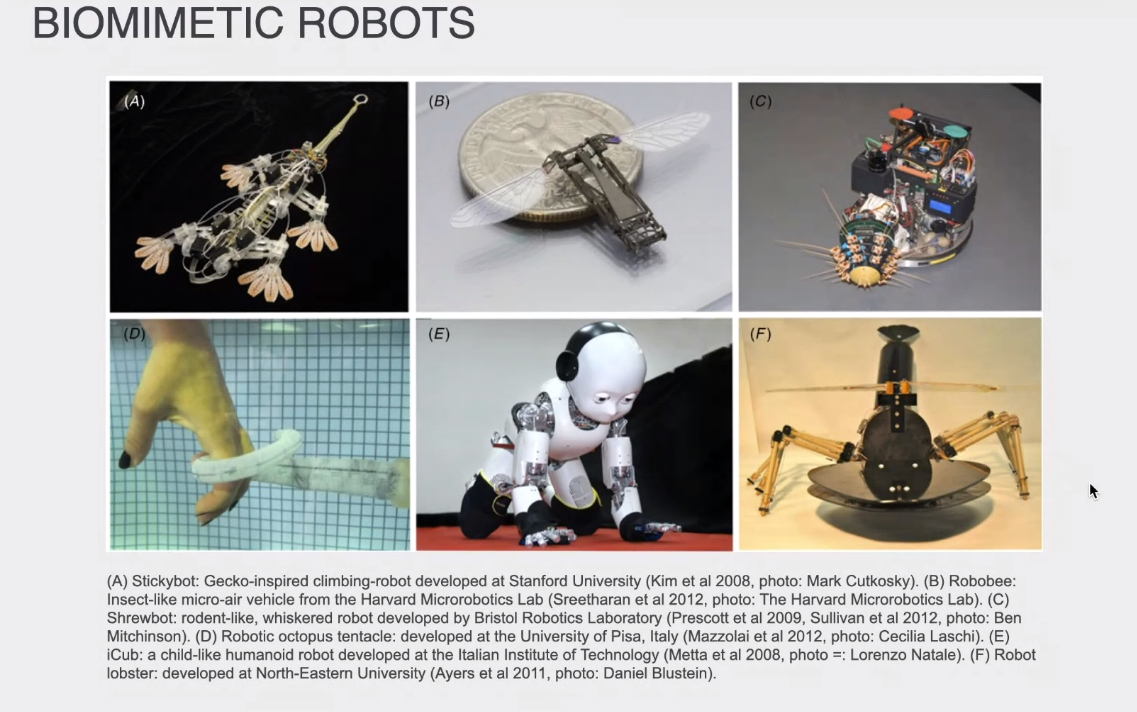 BIOMIMETIC ROBOTS
(A)
(B)
(C)
(D)
(E)
(F)
(A) Stickybot: Gecko-inspired climbing-robot developed at Stanford University (Kim et al 2008, photo: Mark Cutkosky). (B) Robobee:
Insect-like micro-air vehicle from the Harvard Microrobotics Lab (Sreetharan et al 2012, photo: The Harvard Microrobotics Lab). (C)
Shrewbot: rodent-like, whiskered robot developed by Bristol Robotics Laboratory (Prescott et al 2009, Sullivan et al 2012, photo: Ben
Mitchinson). (D) Robotic octopus tentacle: developed at the University of Pisa, Italy (Mazzolai et al 2012, photo: Cecilia Laschi). (E)
iCub: a child-like humanoid robot developed at the Italian Institute of Technology (Metta et al 2008, photo =: Lorenzo Natale). (F) Robot
lobster: developed at North-Eastern University (Ayers et al 2011, photo: Daniel Blustein).